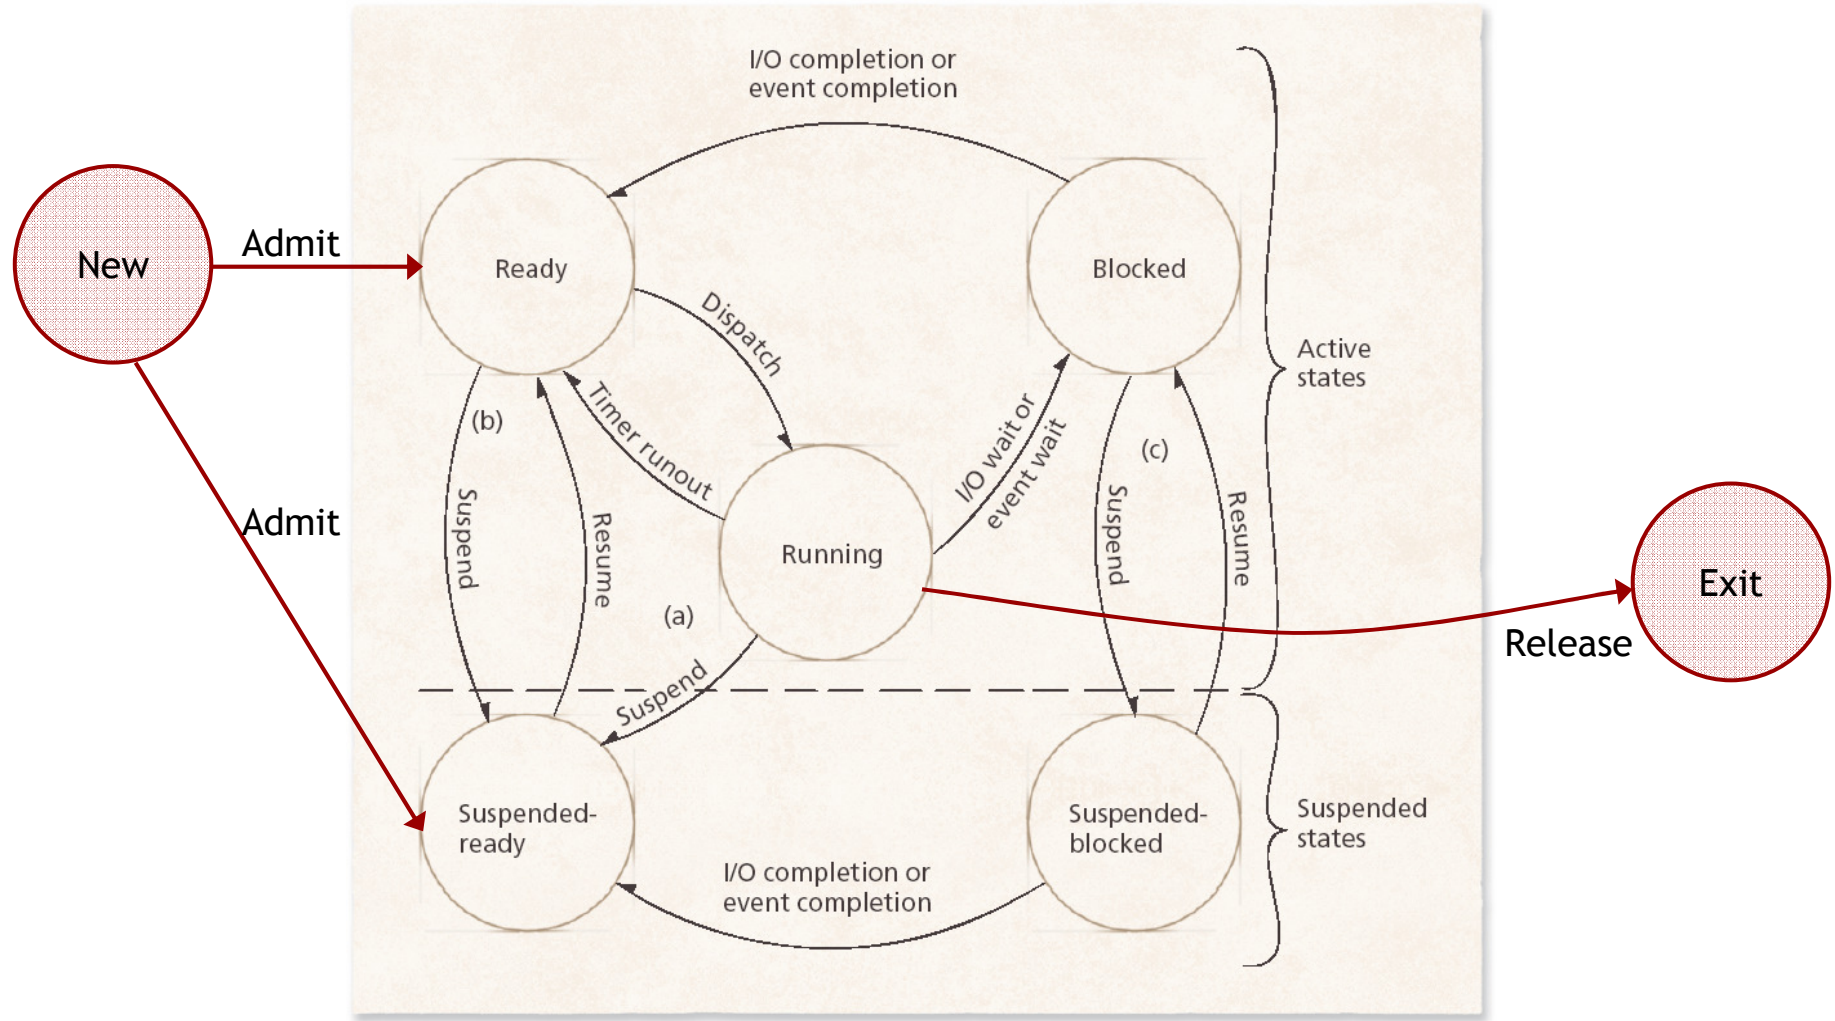 I/O completion or
event completion
New
Admit
Ready
Blocked
Dispatch
Timer runout
I/O wait or
event wait
Active
states
(b)
(c)
Suspend
Resume
Suspend
Resume
Admit
Running
Exit
(a)
Release
Suspend
Suspended-
ready
Suspended-
blocked
Suspended
states
I/O completion or
event completion